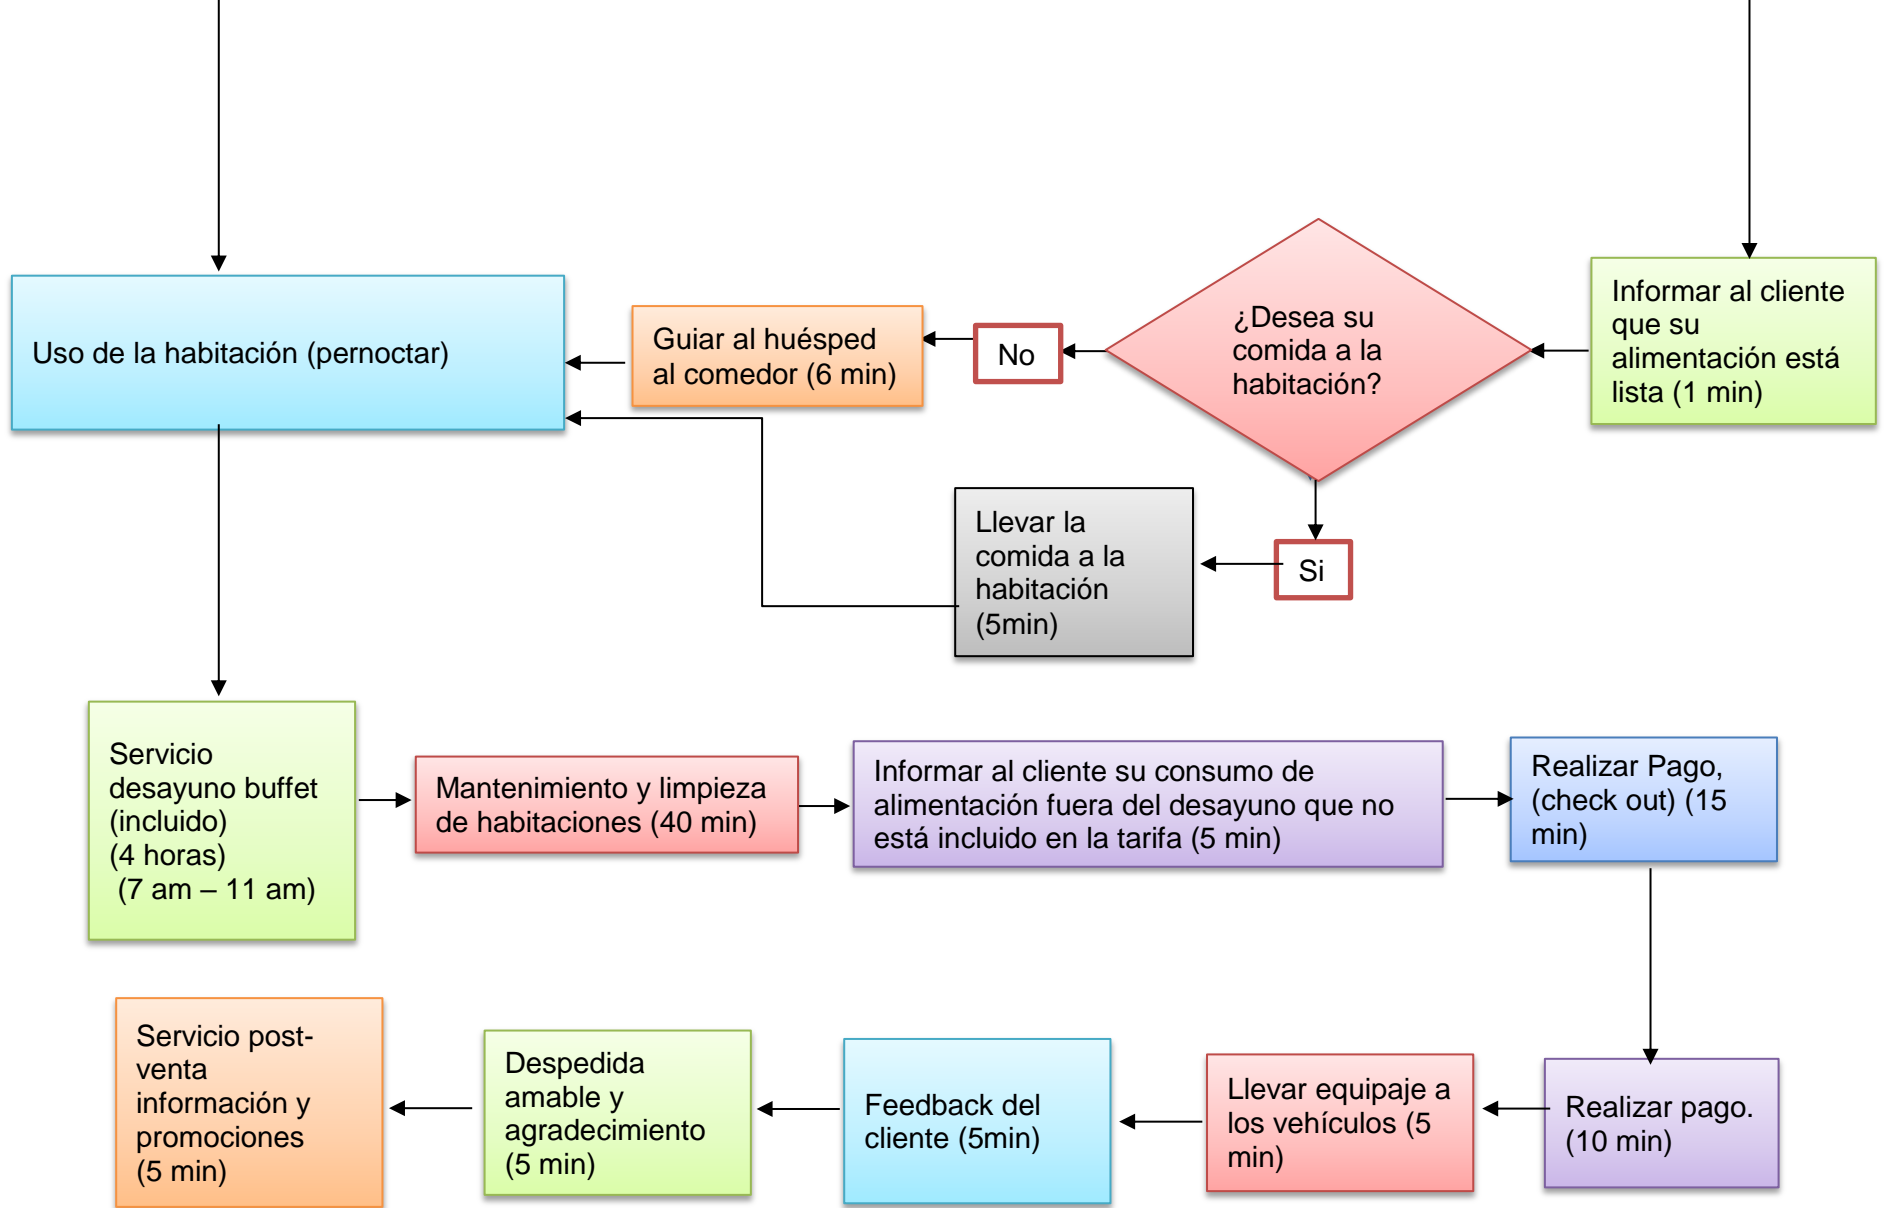 Uso de la habitación (pernoctar)
Guiar al huésped
al comedor (6 min)
No
¿Desea su
comida a la
habitación?
Informar al cliente
que su
alimentación está
lista (1 min)
Llevar la
comida a la
habitación
(5min)
Si
Servicio
desayuno buffet
(incluido)
(4 horas)
(7 am – 11 am)
Mantenimiento y limpieza
de habitaciones (40 min)
Informar al cliente su consumo de
alimentación fuera del desayuno que no
está incluido en la tarifa (5 min)
Realizar Pago,
(check out) (15
min)
Servicio post-
venta
información y
promociones
(5 min)
Despedida
amable y
agradecimiento
(5 min)
Feedback del
cliente (5min)
Llevar equipaje a
los vehículos (5
min)
Realizar pago.
(10 min)